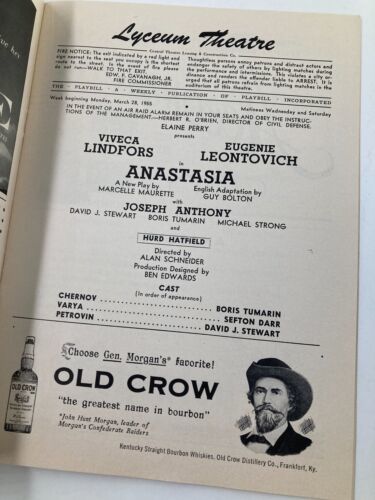 Lyceum Theatre
Central Theatres Leasing & Construction Co.
FIRE NOTICE: The exit indicated by a red light and
sign nearest to the seat you occupy is the shortest
route to the street. In the event of fire please
do not run—WALK TO THAT EXIT.
EDW. F. CAVANAGH, JR.
FIRE COMMISSIONER
Thoughtless persons annoy patrons and distract actors and
endanger the safety of others by lighting matches during
the performance and intermissions. This violates a city or-
dinance and renders the offender liable to ARREST. It is
urged that all patrons refrain from lighting matches in the
auditorium of this theatre.
THE · PLAYBILL · A · WEEKLY · PUBLICATION · OF · PLAYBILL · INCORPORATED
Week beginning Monday, March 28, 1955
Matinees Wednesday and Saturday
IN THE EVENT OF AN AIR RAID ALARM REMAIN IN YOUR SEATS AND OBEY THE INSTRUC-
TIONS OF THE MANAGEMENT.—HERBERT R. O'BRIEN, DIRECTOR OF CIVIL DEFENSE.
ELAINE PERRY
presents
VIVECA
LINDFORS
EUGENIE
LEONTOVICH
in
ANASTASIA
A New Play by
MARCELLE MAURETTE
English Adaptation by
GUY BOLTON
with
JOSEPH ANTHONY
DAVID J. STEWART BORIS TUMARIN MICHAEL STRONG
and
HURD HATFIELD
Directed by
ALAN SCHNEIDER
Production Designed by
BEN EDWARDS
CAST
(In order of appearance)
CHERNOV BORIS TUMARIN
VARYA SEFTON DARR
PETROVIN DAVID J. STEWART
Choose Gen. Morgan's* favorite!
OLD CROW
"the greatest name in bourbon"
*John Hunt Morgan, leader of
Morgan's Confederate Raiders
OLD CROW
Kentucky Straight Bourbon Whiskies. Old Crow Distillery Co., Frankfort, Ky.